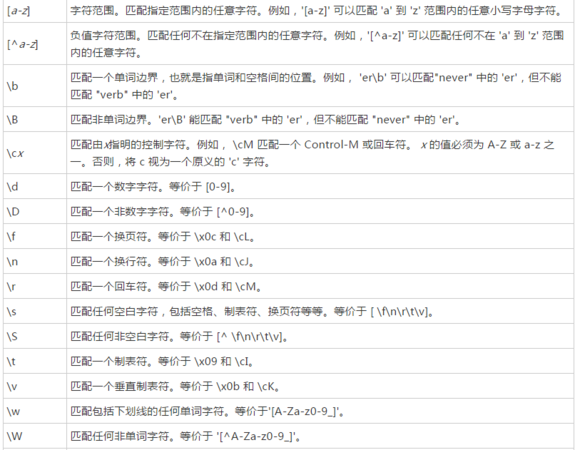 [a-z] 字符范围。匹配指定范围内的任意字符。例如，'[a-z]' 可以匹配 'a' 到 'z' 范围内的任意小写字母字符。
[^a-z] 负值字符范围。匹配任何不在指定范围内的任意字符。例如，'[^a-z]' 可以匹配任何不在 'a' 到 'z' 范围
内的任意字符。
\b 匹配一个单词边界，也就是指单词和空格间的位置。例如， 'er\b' 可以匹配"never" 中的 'er'，但不能
匹配 "verb" 中的 'er'。
\B 匹配非单词边界。'er\B' 能匹配 "verb" 中的 'er'，但不能匹配 "never" 中的 'er'。
\cx 匹配由x指明的控制字符。例如， \cM 匹配一个 Control-M 或回车符。 x 的值必须为 A-Z 或 a-z 之
一。否则，将 c 视为一个原义的 'c' 字符。
\d 匹配一个数字字符。等价于 [0-9]。
\D 匹配一个非数字字符。等价于 [^0-9]。
\f 匹配一个换页符。等价于 \x0c 和 \cL。
\n 匹配一个换行符。等价于 \x0a 和 \cJ。
\r 匹配一个回车符。等价于 \x0d 和 \cM。
\s 匹配任何空白字符，包括空格、制表符、换页符等等。等价于 [ \f\n\r\t\v]。
\S 匹配任何非空白字符。等价于 [^ \f\n\r\t\v]。
\t 匹配一个制表符。等价于 \x09 和 \cI。
\v 匹配一个垂直制表符。等价于 \x0b 和 \cK。
\w 匹配包括下划线的任何单词字符。等价于'[A-Za-z0-9_]'。
\W 匹配任何非单词字符。等价于 '[^A-Za-z0-9_]'。